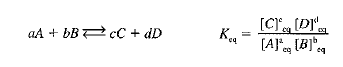 aA + bB ⇌ cC + dD K_eq = [C]^c_eq [D]^d_eq / [A]^a_eq [B]^b_eq